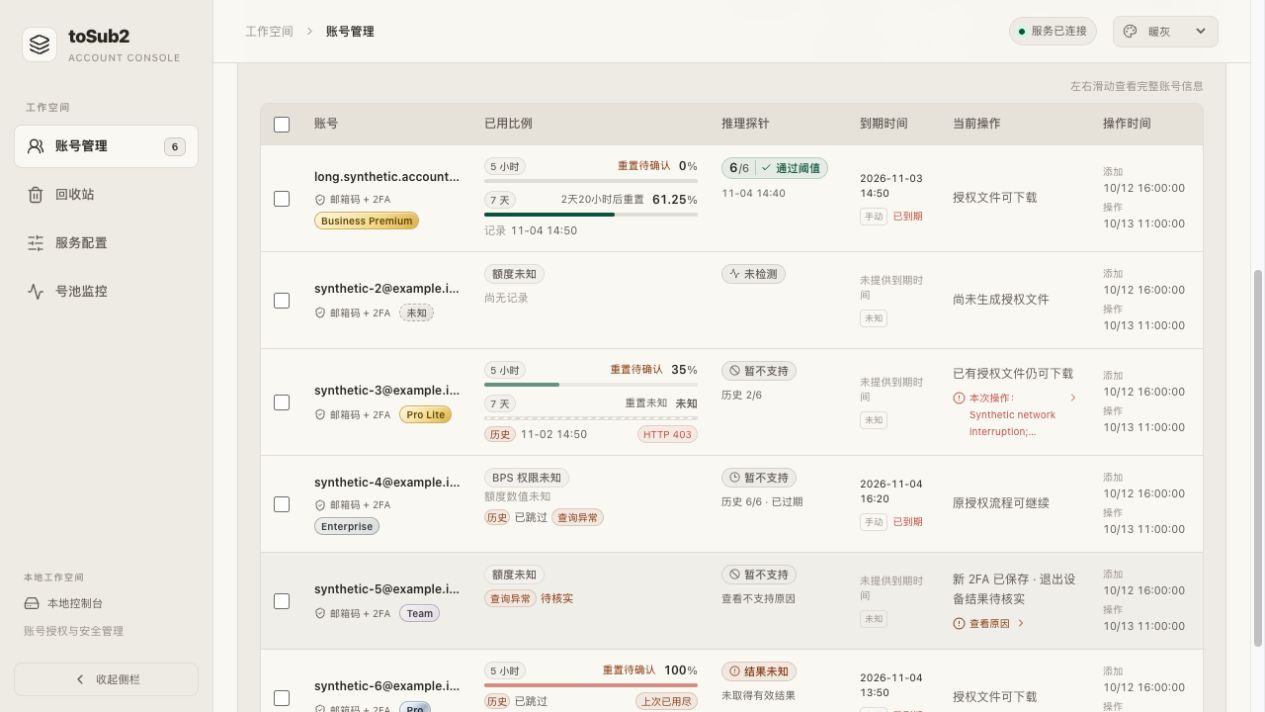 toSub2
ACCOUNT CONSOLE
工作空间
账号管理
6
回收站
服务配置
号池监控
本地工作空间
本地控制台
账号授权与安全管理
收起侧栏
工作空间 > 账号管理
服务已连接
暖灰
左右滑动查看完整账号信息
账号 已用比例 推理探针 到期时间 当前操作 操作时间
long.synthetic.account...
邮箱码 + 2FA
Business Premium
5 小时 重置待确认 0%
7 天 2天20小时后重置 61.25%
记录 11-04 14:50
6/6 通过阈值
11-04 14:40
2026-11-03
14:50
手动 已到期
授权文件可下载
添加
10/12 16:00:00
操作
10/13 11:00:00
synthetic-2@example.i...
邮箱码 + 2FA 未知
额度未知
尚无记录
未检测
未提供到期时
间
未知
尚未生成授权文件
添加
10/12 16:00:00
操作
10/13 11:00:00
synthetic-3@example.i...
邮箱码 + 2FA Pro Lite
5 小时 重置待确认 35%
7 天 重置未知 未知
历史 11-02 14:50 HTTP 403
暂不支持
历史 2/6
未提供到期时
间
未知
已有授权文件仍可下载
本次操作:
Synthetic network
interruption;...
添加
10/12 16:00:00
操作
10/13 11:00:00
synthetic-4@example.i...
邮箱码 + 2FA
Enterprise
BPS 权限未知
额度数值未知
历史 已跳过 查询异常
暂不支持
历史 6/6 · 已过期
2026-11-04
16:20
手动 已到期
原授权流程可继续
添加
10/12 16:00:00
操作
10/13 11:00:00
synthetic-5@example.i...
邮箱码 + 2FA Team
额度未知
查询异常 待核实
暂不支持
查看不支持原因
未提供到期时
间
未知
新 2FA 已保存 · 退出设
备结果待核实
查看原因
添加
10/12 16:00:00
操作
10/13 11:00:00
synthetic-6@example.i...
邮箱码 + 2FA Pro
5 小时 重置待确认 100%
历史 已跳过 上次已用尽
结果未知
未取得有效结果
2026-11-04
13:50
授权文件可下载
添加
10/12 16:00:00
操作